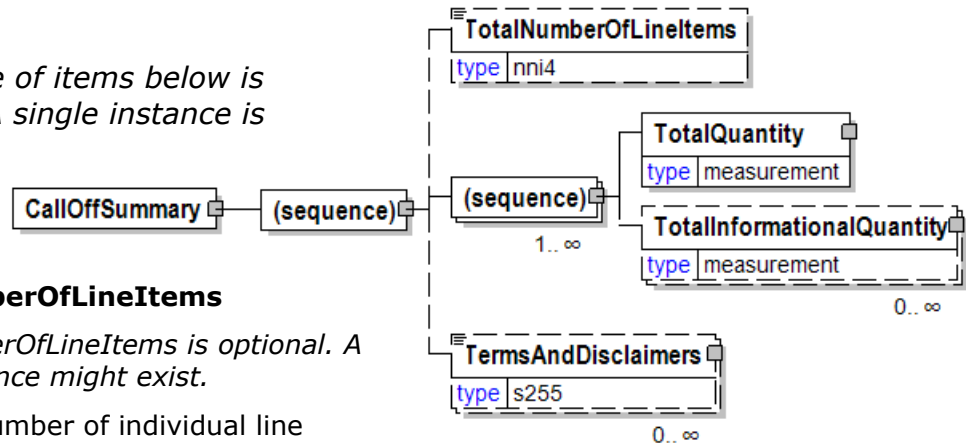 TotalNumberOfLineItems
type nni4
e of items below is
single instance is
TotalQuantity
type measurement
CallOffSummary
(sequence)
(sequence)
1.. ∞
TotalInformationalQuantity
type measurement
0.. ∞
berOfLineItems
erOfLineItems is optional. A
nce might exist.
TermsAndDisclaimers
type s255
umber of individual line
0.. ∞